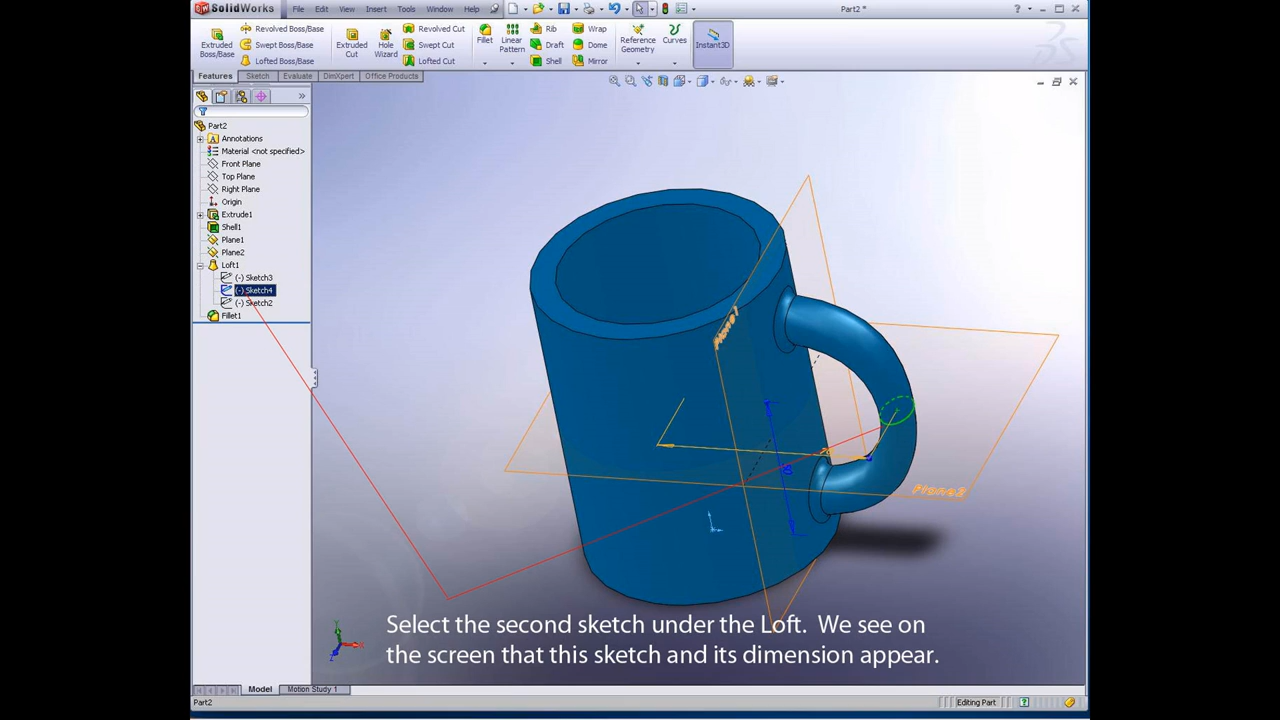 SolidWorks File Edit View Insert Tools Window Help Part2 *
Extruded Boss/Base Revolved Boss/Base Swept Boss/Base Lofted Boss/Base Extruded Cut Hole Wizard Revolved Cut Swept Cut Lofted Cut Fillet Linear Pattern Rib Draft Shell Wrap Dome Mirror Reference Geometry Curves Instant3D
Features Sketch Evaluate DimXpert Office Products
Part2
Annotations
Material <not specified>
Front Plane
Top Plane
Right Plane
Origin
Extrude1
Shell1
Plane1
Plane2
Loft1
(-) Sketch3
(-) Sketch4
(-) Sketch2
Fillet1
Plane1
Plane2
Select the second sketch under the Loft. We see on
the screen that this sketch and its dimension appear.
Model Motion Study 1
Part2 Editing Part